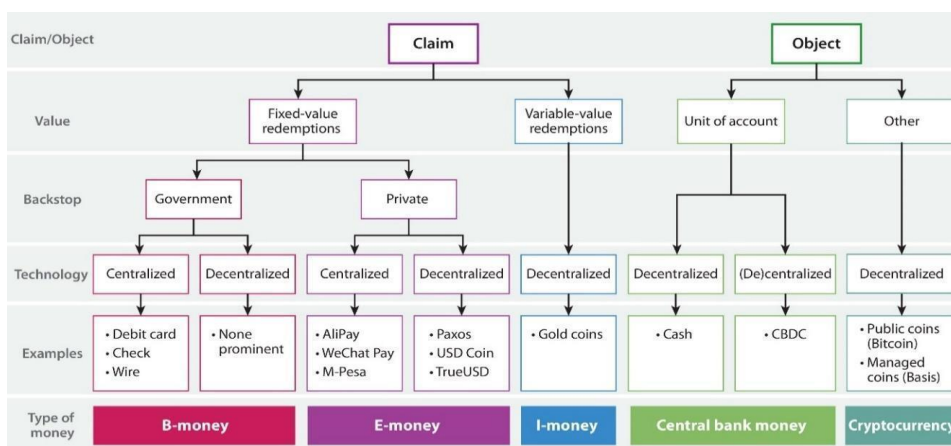 Claim/Object
Claim
Object
Value
Fixed-value
redemptions
Variable-value
redemptions
Unit of account
Other
Backstop
Government
Private
Technology
Centralized
Decentralized
Centralized
Decentralized
Decentralized
Decentralized
(De)centralized
Decentralized
Examples
• Debit card
• Check
• Wire
• None
prominent
• AliPay
• WeChat Pay
• M-Pesa
• Paxos
• USD Coin
• TrueUSD
• Gold coins
• Cash
• CBDC
• Public coins
(Bitcoin)
• Managed
coins (Basis)
Type of
money
B-money
E-money
I-money
Central bank money
Cryptocurrency